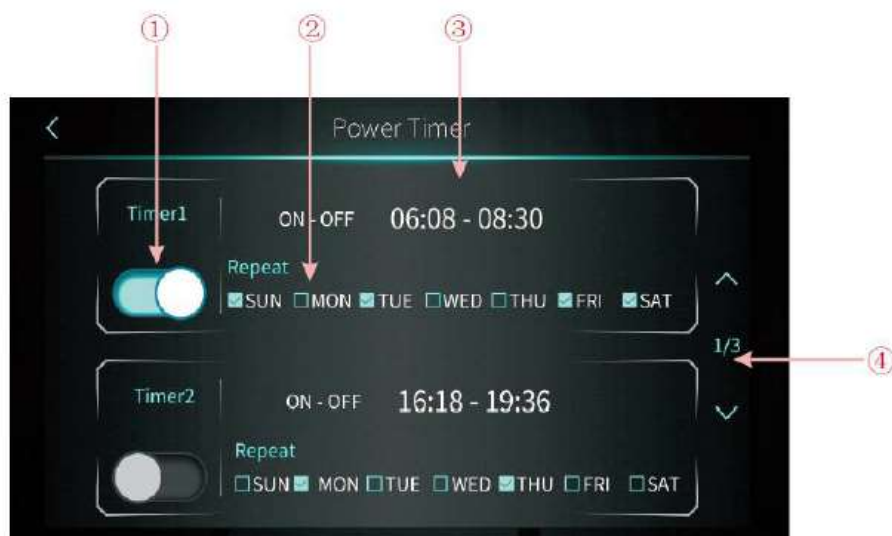 ① ② ③
Power Timer
Timer1 ON - OFF 06:08 - 08:30
Repeat
SUN MON TUE WED THU FRI SAT
1/3 ④
Timer2 ON - OFF 16:18 - 19:36
Repeat
SUN MON TUE WED THU FRI SAT